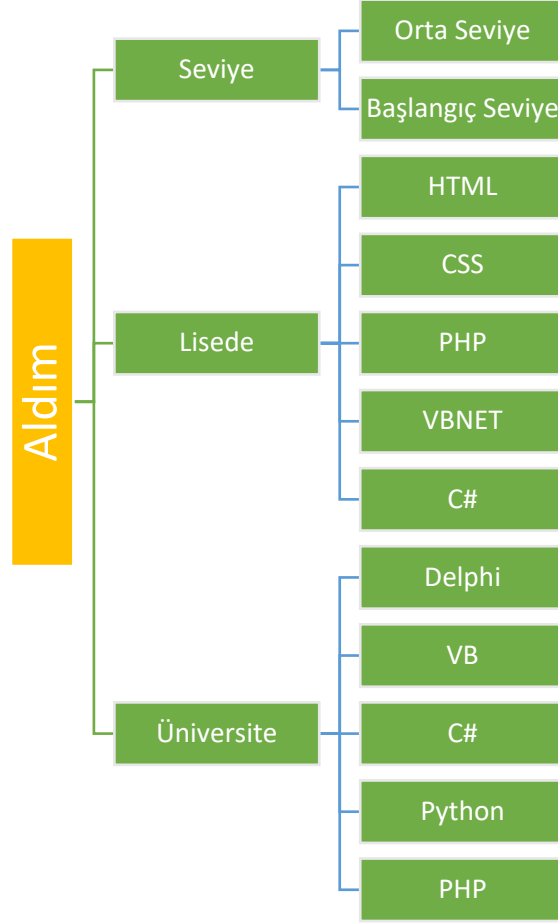 Aldım
Seviye
Orta Seviye
Başlangıç Seviye
Lisede
HTML
CSS
PHP
VBNET
C#
Üniversite
Delphi
VB
C#
Python
PHP